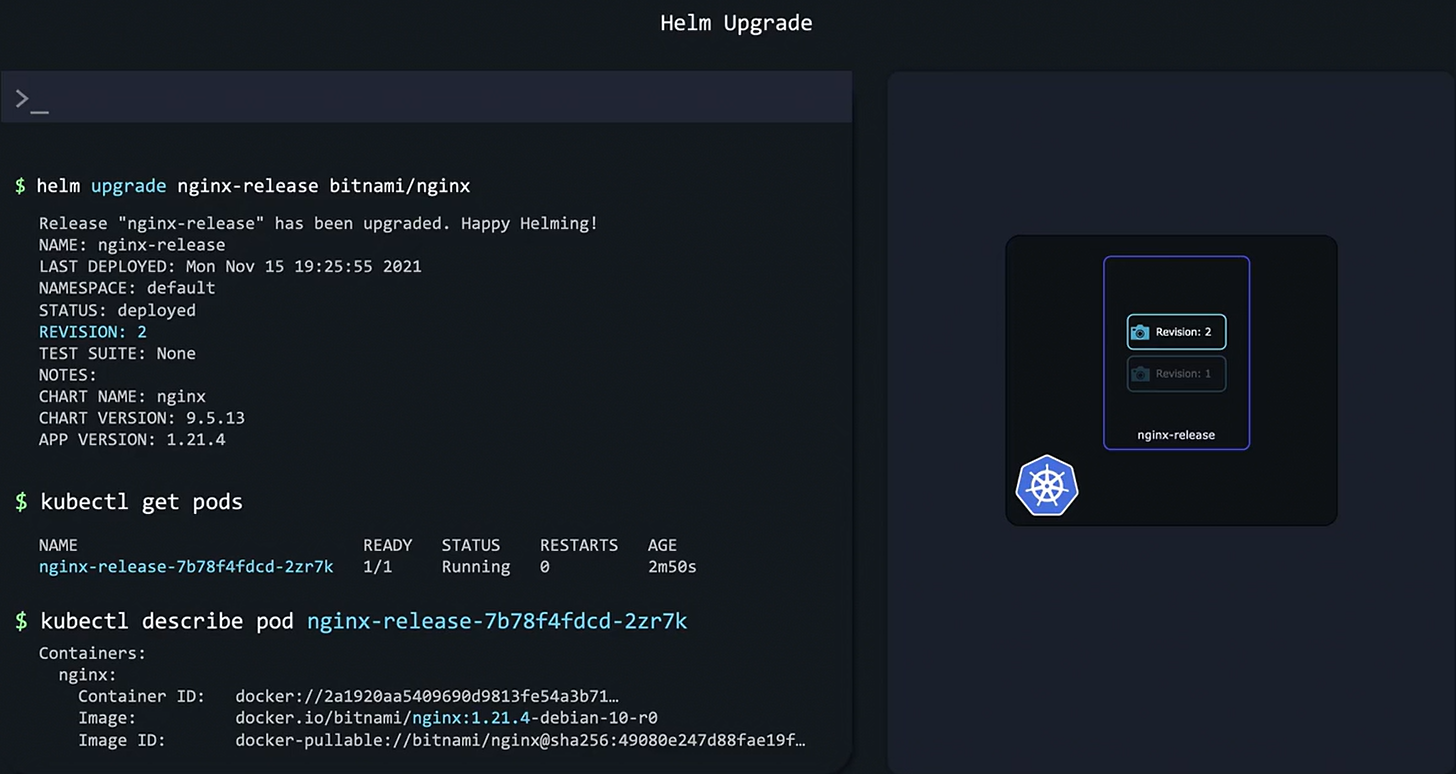 Helm Upgrade
>_
$ helm upgrade nginx-release bitnami/nginx
Release "nginx-release" has been upgraded. Happy Helming!
NAME: nginx-release
LAST DEPLOYED: Mon Nov 15 19:25:55 2021
NAMESPACE: default
STATUS: deployed
REVISION: 2
TEST SUITE: None
NOTES:
CHART NAME: nginx
CHART VERSION: 9.5.13
APP VERSION: 1.21.4
$ kubectl get pods
NAME READY STATUS RESTARTS AGE
nginx-release-7b78f4fdcd-2zr7k 1/1 Running 0 2m50s
$ kubectl describe pod nginx-release-7b78f4fdcd-2zr7k
Containers:
nginx:
Container ID: docker://2a1920aa5409690d9813fe54a3b71…
Image: docker.io/bitnami/nginx:1.21.4-debian-10-r0
Image ID: docker-pullable://bitnami/nginx@sha256:49080e247d88fae19f…
Revision: 2
Revision: 1
nginx-release